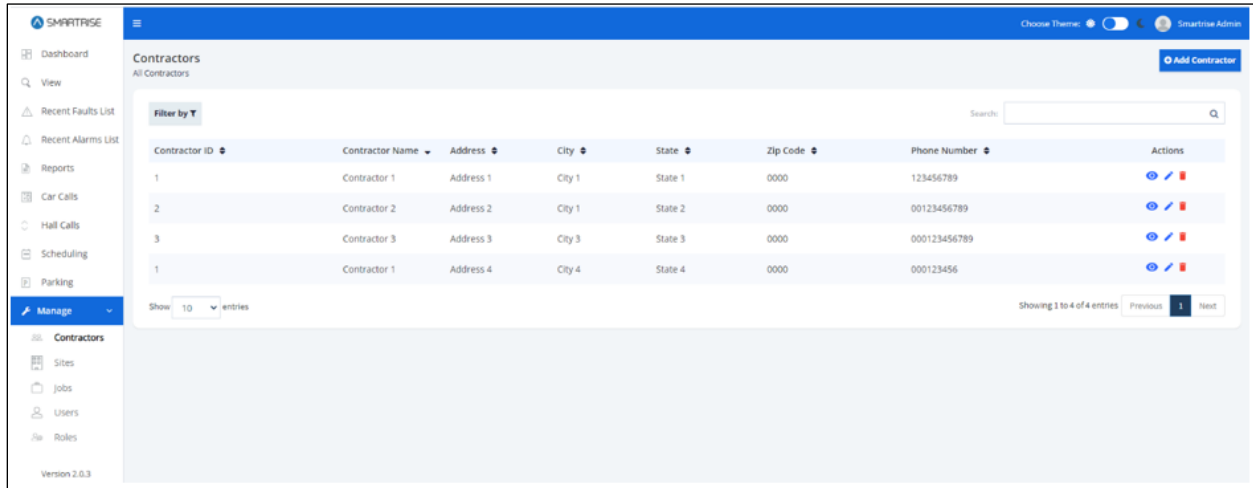 SMARTRISE
Choose Theme:
Smartrise Admin
Dashboard
View
Recent Faults List
Recent Alarms List
Reports
Car Calls
Hall Calls
Scheduling
Parking
Manage
Contractors
Sites
Jobs
Users
Roles
Version 2.0.3
Contractors
All Contractors
Add Contractor
Filter by
Search:
Contractor ID Contractor Name Address City State Zip Code Phone Number Actions
1 Contractor 1 Address 1 City 1 State 1 0000 123456789
2 Contractor 2 Address 2 City 1 State 2 0000 00123456789
3 Contractor 3 Address 3 City 3 State 3 0000 000123456789
1 Contractor 1 Address 4 City 4 State 4 0000 000123456
Show 10 entries
Showing 1 to 4 of 4 entries Previous 1 Next